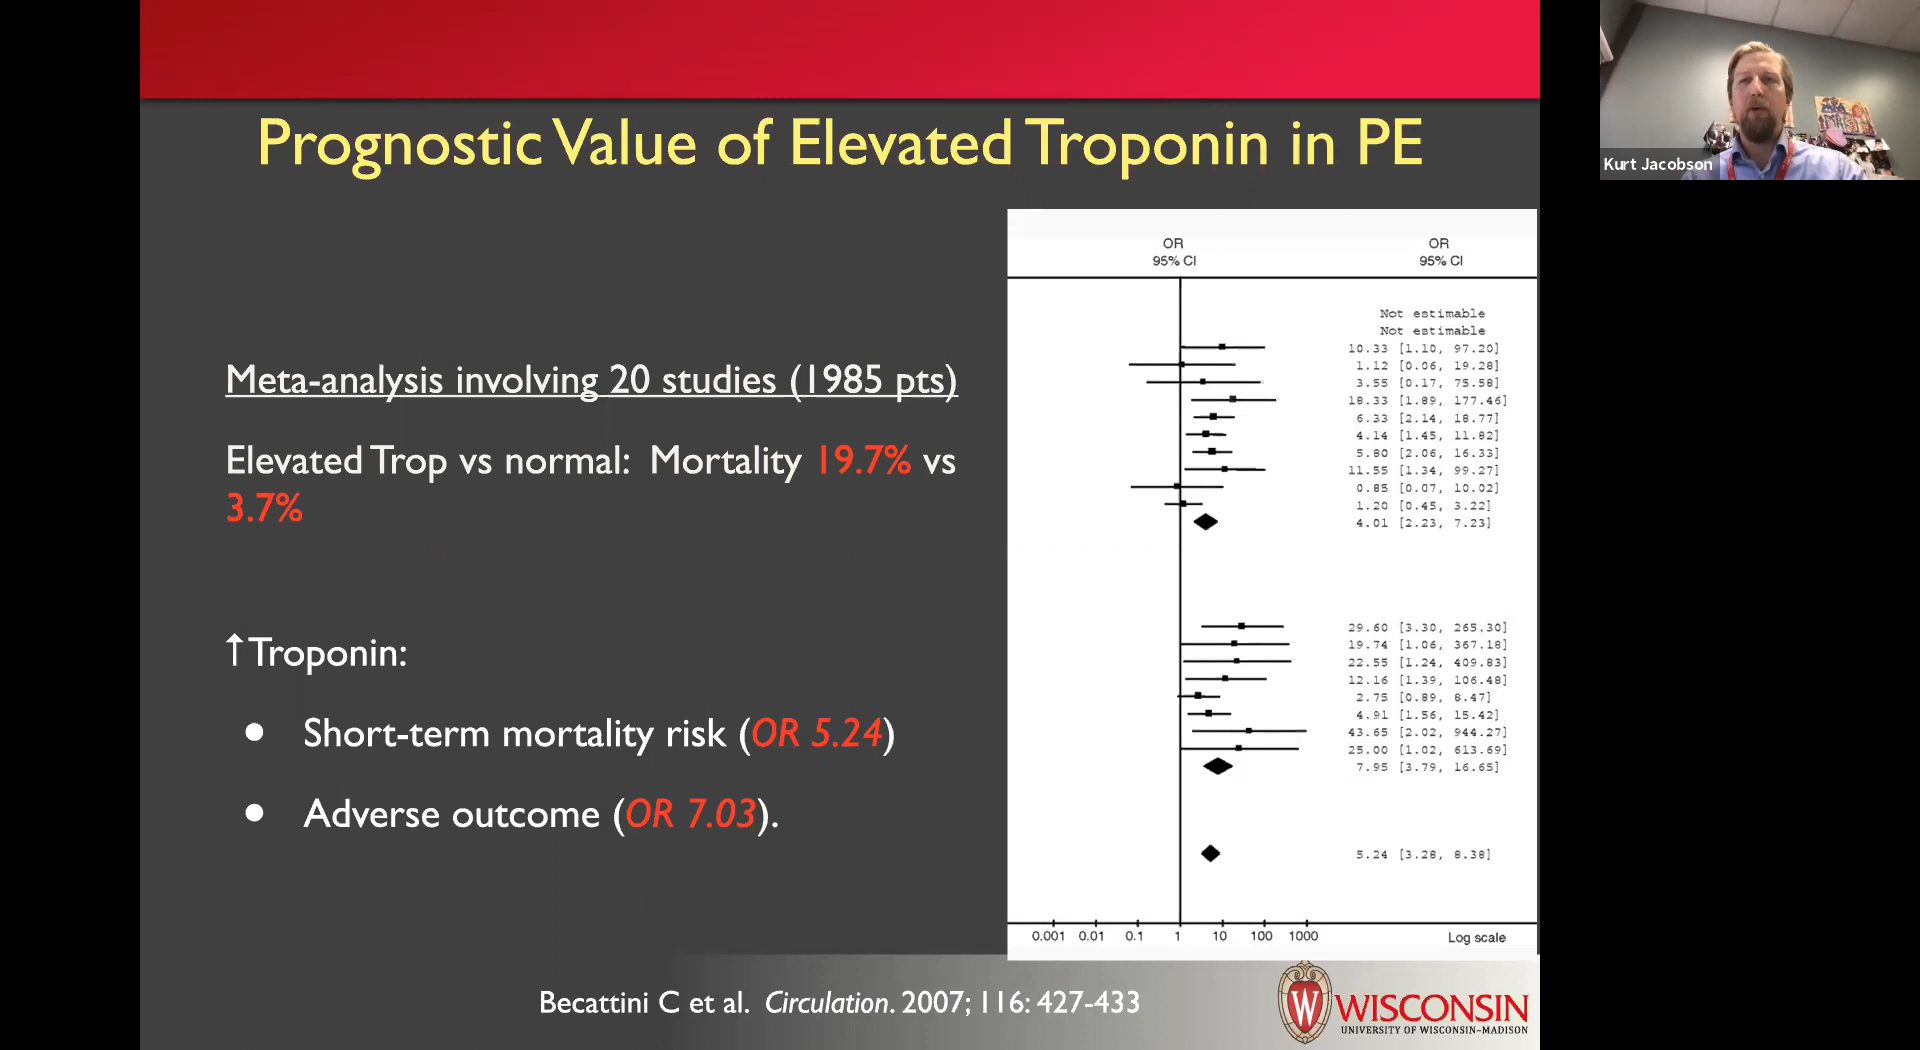 Prognostic Value of Elevated Troponin in PE
Kurt Jacobson
Meta-analysis involving 20 studies (1985 pts)
Elevated Trop vs normal: Mortality 19.7% vs
3.7%
↑Troponin:
● Short-term mortality risk (OR 5.24)
● Adverse outcome (OR 7.03).
OR OR
95% CI 95% CI
Not estimable
Not estimable
10.33 [1.10, 97.20]
1.12 [0.06, 19.28]
3.55 [0.17, 75.58]
18.33 [1.89, 177.46]
6.33 [2.14, 18.77]
4.14 [1.45, 11.82]
5.80 [2.06, 16.33]
11.55 [1.34, 99.27]
0.85 [0.07, 10.02]
1.20 [0.45, 3.22]
4.01 [2.23, 7.23]
29.60 [3.30, 265.30]
19.74 [1.06, 367.18]
22.55 [1.24, 409.83]
12.16 [1.39, 106.48]
2.75 [0.89, 8.47]
4.91 [1.56, 15.42]
43.65 [2.02, 944.27]
25.00 [1.02, 613.69]
7.95 [3.79, 16.65]
5.24 [3.28, 8.38]
0.001 0.01 0.1 1 10 100 1000 Log scale
Becattini C et al. Circulation. 2007; 116: 427-433
W
WISCONSIN
UNIVERSITY OF WISCONSIN–MADISON